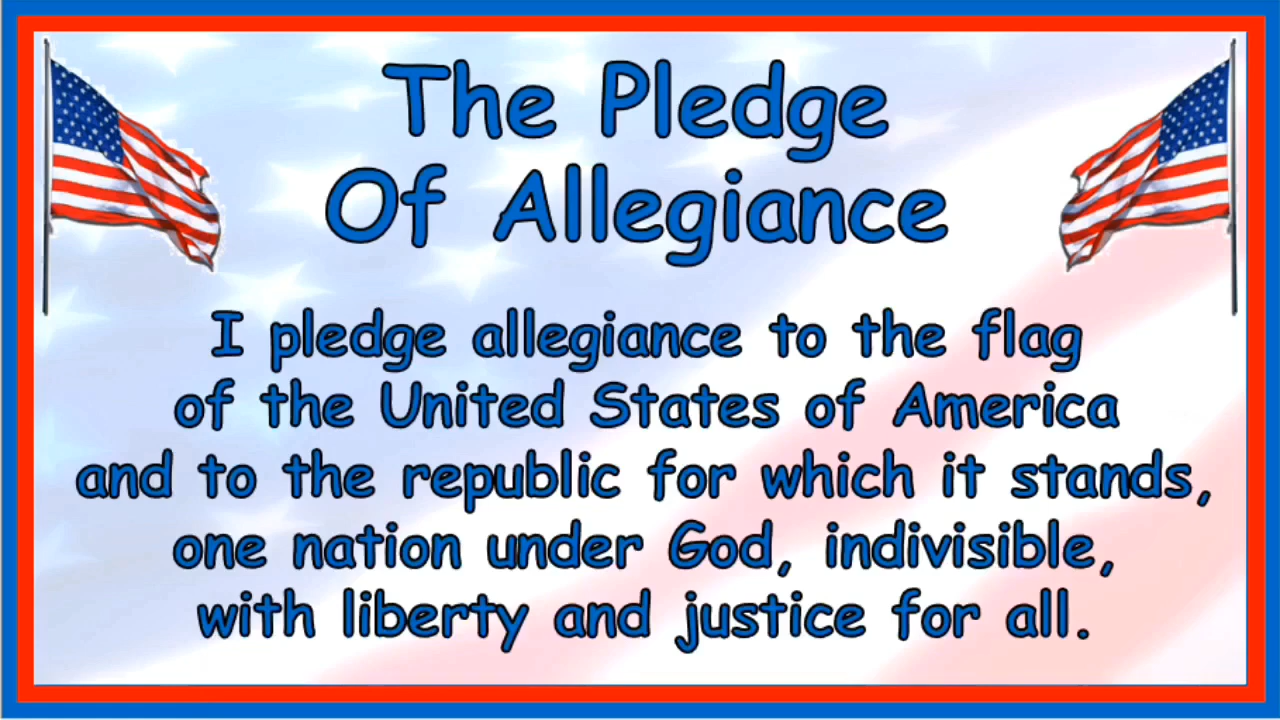 The Pledge
Of Allegiance
I pledge allegiance to the flag
of the United States of America
and to the republic for which it stands,
one nation under God, indivisible,
with liberty and justice for all.